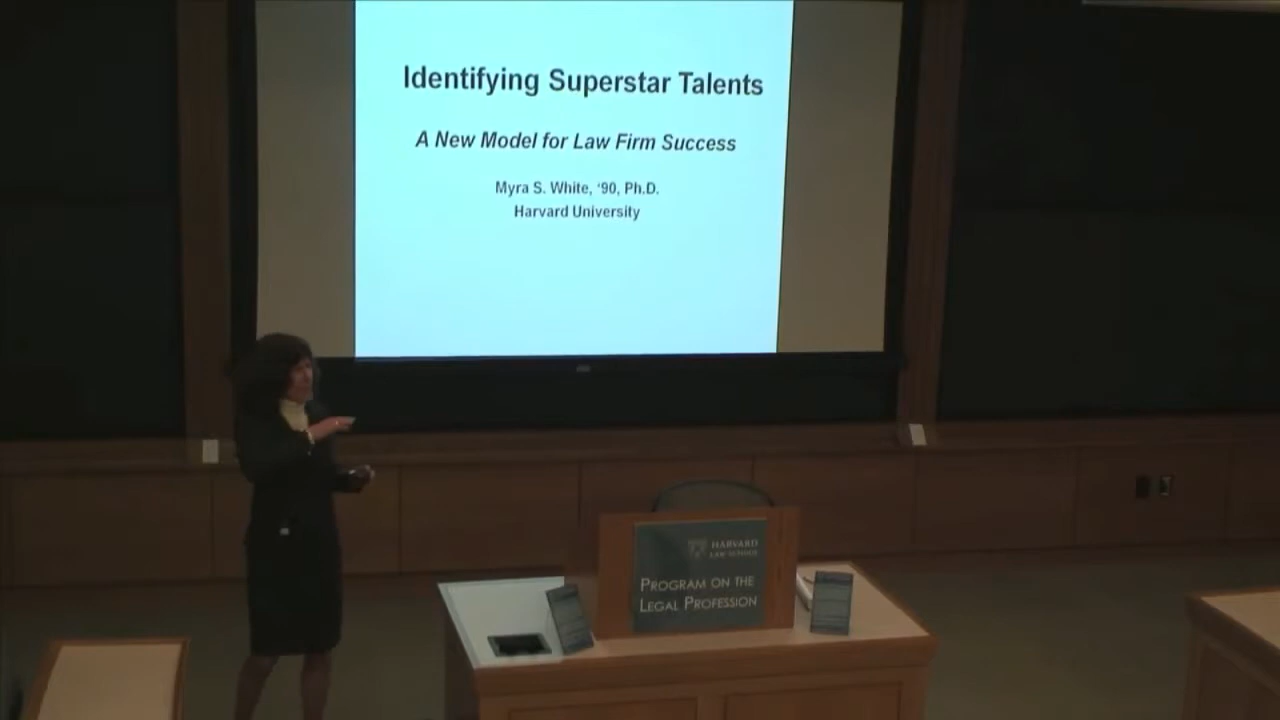 Identifying Superstar Talents
A New Model for Law Firm Success
Myra S. White, ‘90, Ph.D.
Harvard University
HARVARD
LAW SCHOOL
PROGRAM ON THE
LEGAL PROFESSION